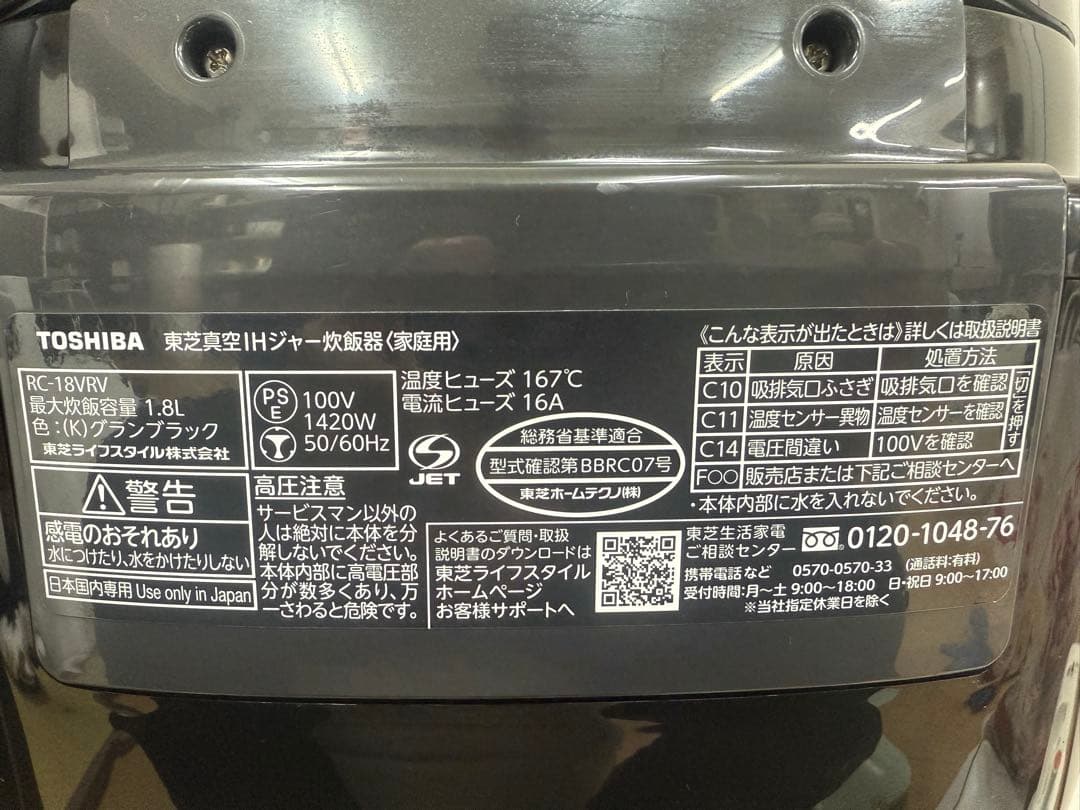 TOSHIBA 東芝真空IHジャー炊飯器〈家庭用〉
RC-18VRV
最大炊飯容量 1.8L
色:(K)グランブラック
東芝ライフスタイル株式会社
PS
E
100V
1420W
50/60Hz
温度ヒューズ 167℃
電流ヒューズ 16A
JET
総務省基準適合
型式確認第BBRC07号
東芝ホームテクノ(株)
警告
感電のおそれあり
水につけたり、水をかけたりしない
日本国内専用 Use only in Japan
高圧注意
サービスマン以外の
人は絶対に本体を分
解しないでください。
本体内部に高電圧部
分が数多くあり、万
一さわると危険です。
よくあるご質問・取扱
説明書のダウンロードは
東芝ライフスタイル
ホームページ
お客様サポートへ
《こんな表示が出たときは》詳しくは取扱説明書
表示 原因 処置方法
C10 吸排気口ふさぎ 吸排気口を確認
C11 温度センサー異物 温度センサーを確認
C14 電圧間違い 100Vを確認
切を押す
F〇〇 販売店または下記ご相談センターへ
・本体内部に水を入れないでください。
東芝生活家電
ご相談センター 0120-1048-76
携帯電話など 0570-0570-33 (通話料:有料)
受付時間:月〜土 9:00〜18:00 日・祝日 9:00〜17:00
※当社指定休業日を除く